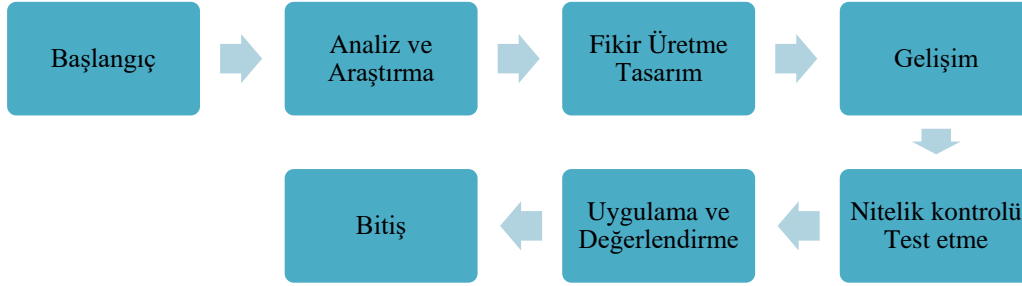 Başlangıç
Analiz ve
Araştırma
Fikir Üretme
Tasarım
Gelişim
Nitelik kontrolü
Test etme
Uygulama ve
Değerlendirme
Bitiş